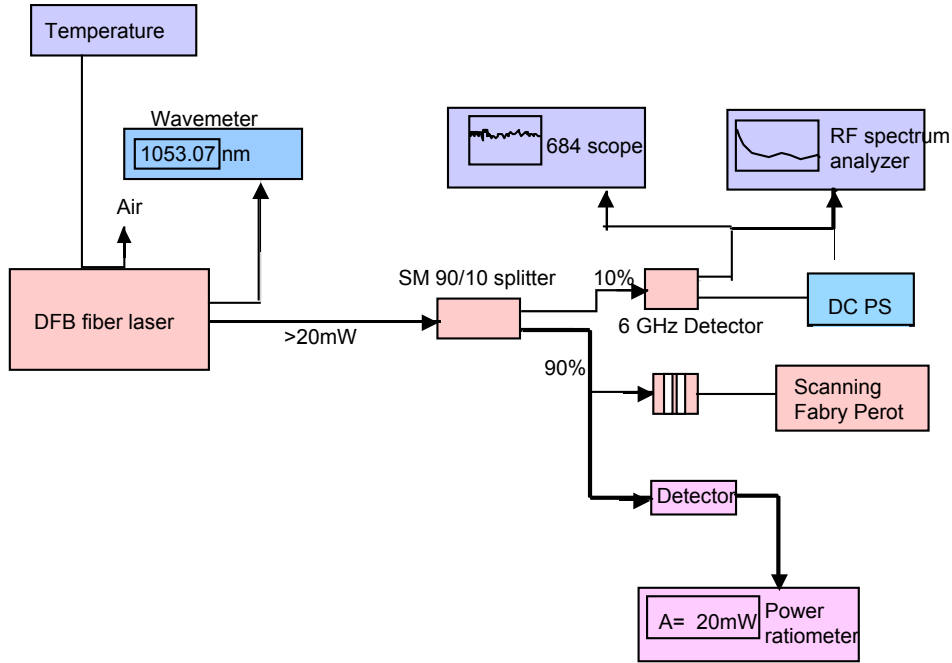 Temperature
Wavemeter
1053.07 nm
684 scope
RF spectrum
analyzer
Air
SM 90/10 splitter
10%
DFB fiber laser
>20mW
6 GHz Detector
DC PS
90%
Scanning
Fabry Perot
Detector
A= 20mW
Power
ratiometer